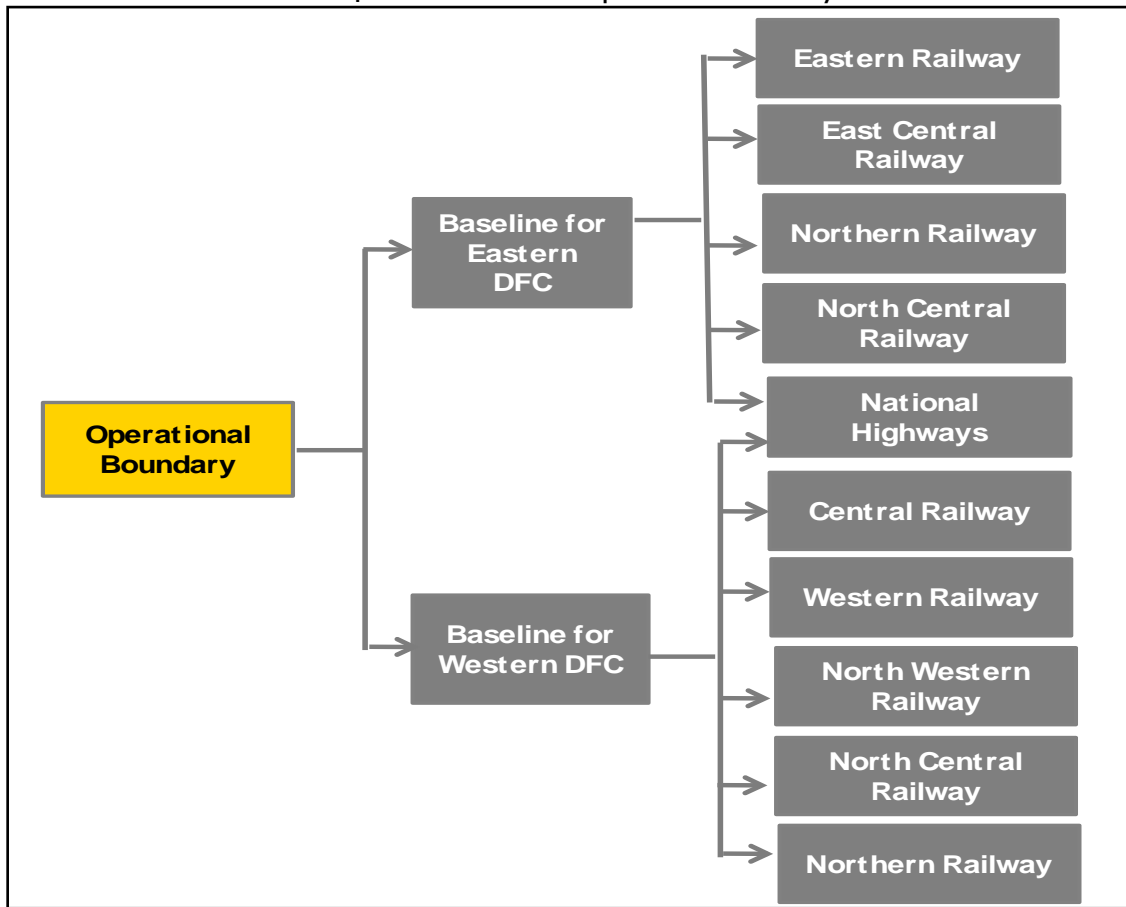 Eastern Railway
East Central
Railway
Baseline for
Eastern
DFC
Northern Railway
North Central
Railway
National
Highways
Operational
Boundary
Central Railway
Western Railway
Baseline for
Western DFC
North Western
Railway
North Central
Railway
Northern Railway